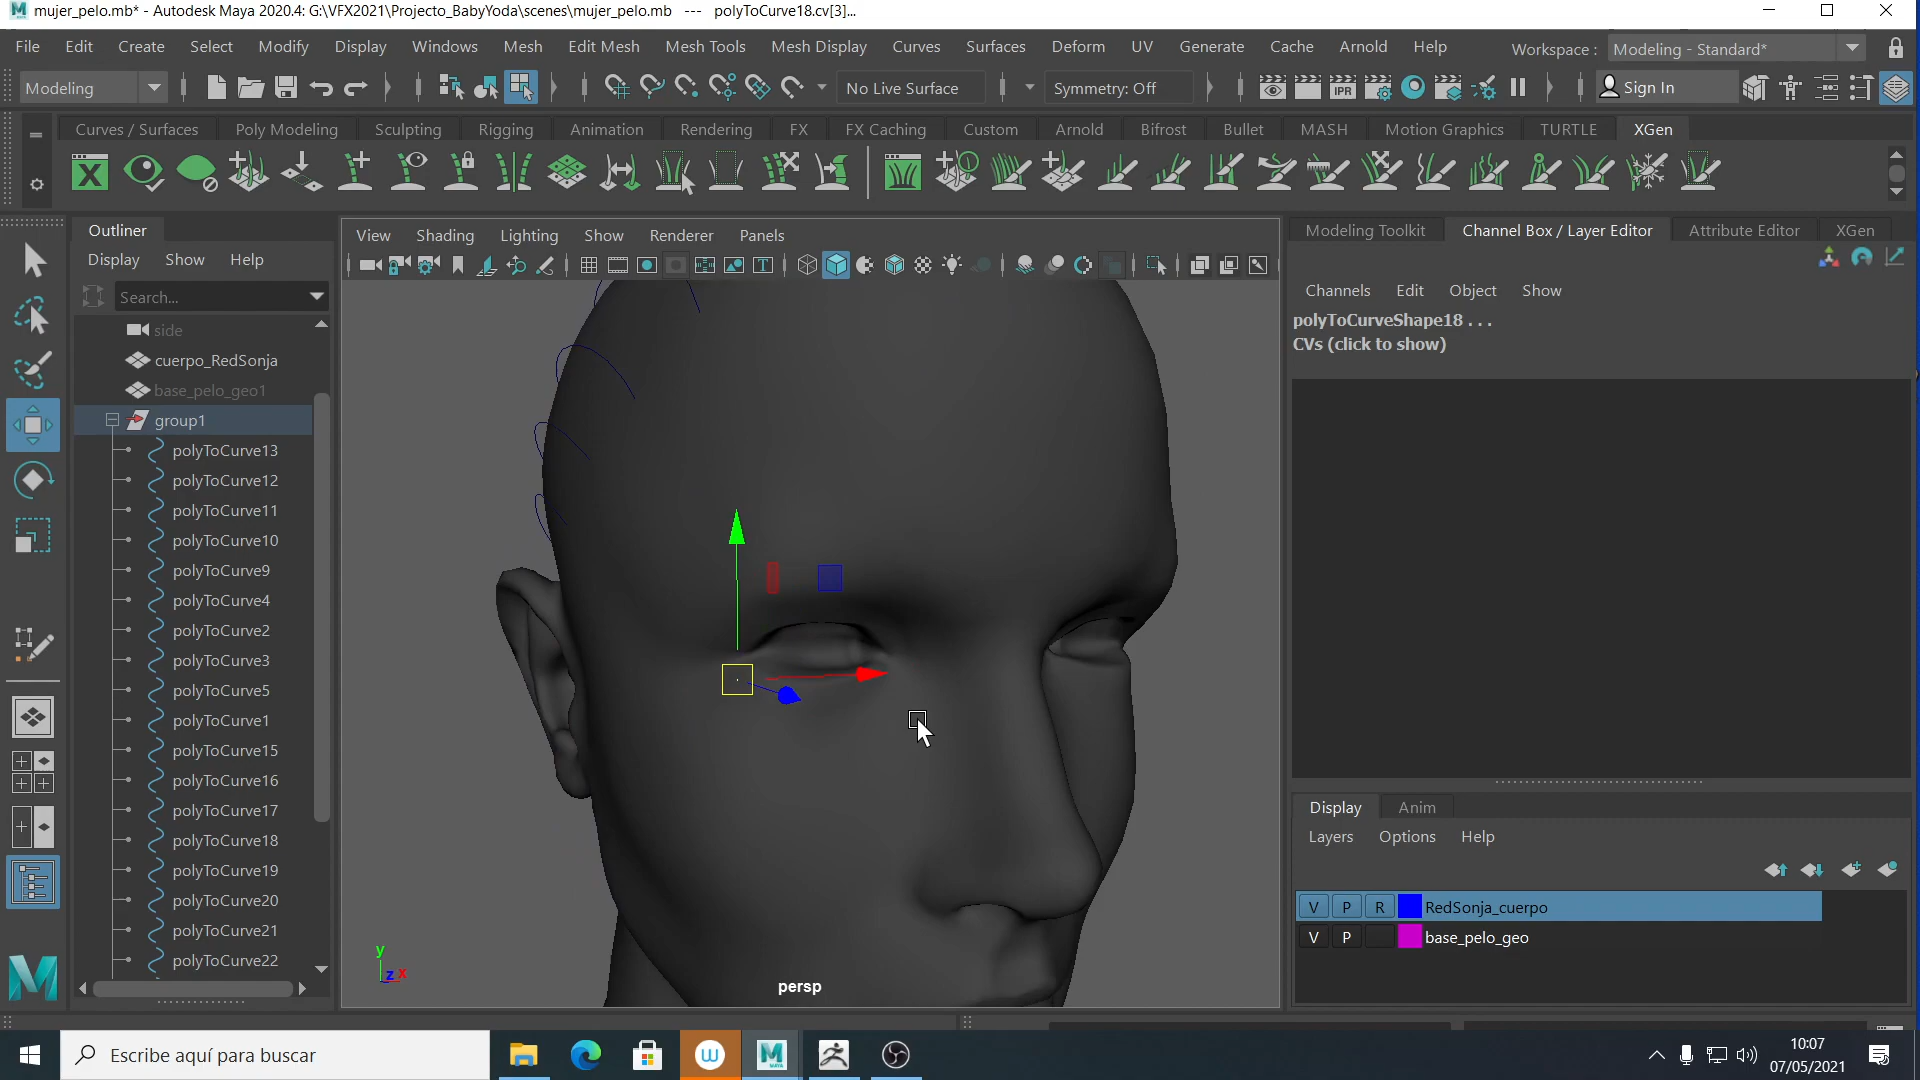 mujer_pelo.mb* - Autodesk Maya 2020.4: G:\VFX2021\Projecto_BabyYoda\scenes\mujer_pelo.mb --- polyToCurve18.cv[3]...
File Edit Create Select Modify Display Windows Mesh Edit Mesh Mesh Tools Mesh Display Curves Surfaces Deform UV Generate Cache Arnold Help Workspace : Modeling - Standard*
Modeling No Live Surface Symmetry: Off IPR Sign In
Curves / Surfaces Poly Modeling Sculpting Rigging Animation Rendering FX FX Caching Custom Arnold Bifrost Bullet MASH Motion Graphics TURTLE XGen
Outliner
Display Show Help
Search...
side
cuerpo_RedSonja
base_pelo_geo1
group1
polyToCurve13
polyToCurve12
polyToCurve11
polyToCurve10
polyToCurve9
polyToCurve4
polyToCurve2
polyToCurve3
polyToCurve5
polyToCurve1
polyToCurve15
polyToCurve16
polyToCurve17
polyToCurve18
polyToCurve19
polyToCurve20
polyToCurve21
polyToCurve22
View Shading Lighting Show Renderer Panels
y
z x
persp
Modeling Toolkit Channel Box / Layer Editor Attribute Editor XGen
Channels Edit Object Show
polyToCurveShape18 . . .
CVs (click to show)
Display Anim
Layers Options Help
V P R RedSonja_cuerpo
V P base_pelo_geo
Escribe aquí para buscar
10:07
07/05/2021